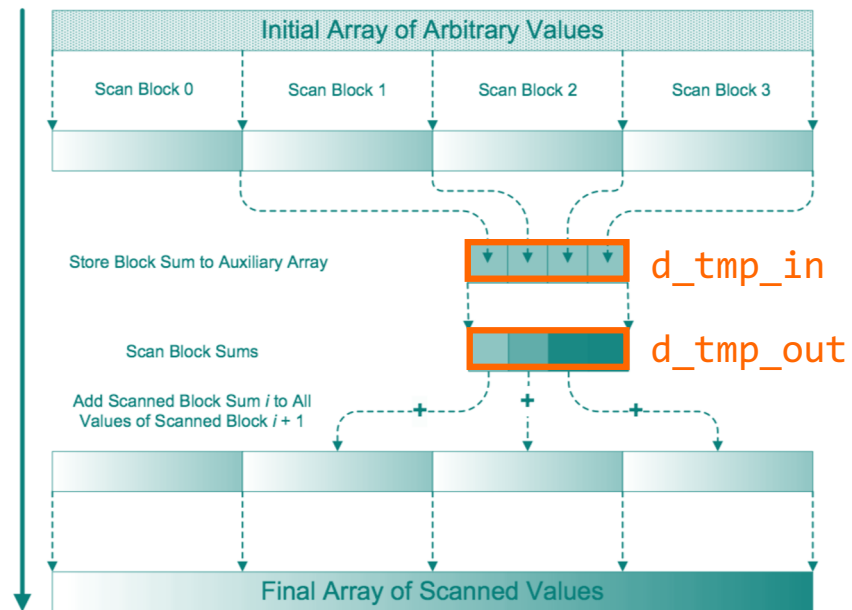 Initial Array of Arbitrary Values
Scan Block 0
Scan Block 1
Scan Block 2
Scan Block 3
Store Block Sum to Auxiliary Array
d_tmp_in
Scan Block Sums
d_tmp_out
Add Scanned Block Sum i to All
Values of Scanned Block i + 1
+
+
+
Final Array of Scanned Values